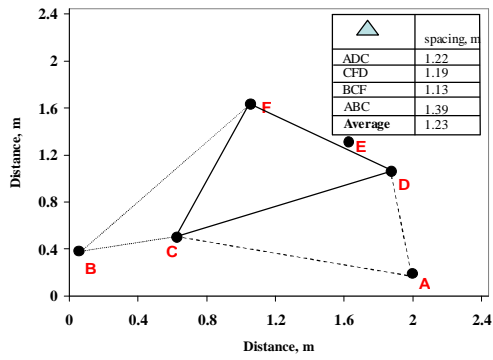 spacing, m
ADC 1.22
CFD 1.19
BCF 1.13
ABC 1.39
Average 1.23
2.4
2
1.6
1.2
0.8
0.4
0
Distance, m
F
E
D
C
B
A
0 0.4 0.8 1.2 1.6 2 2.4
Distance, m